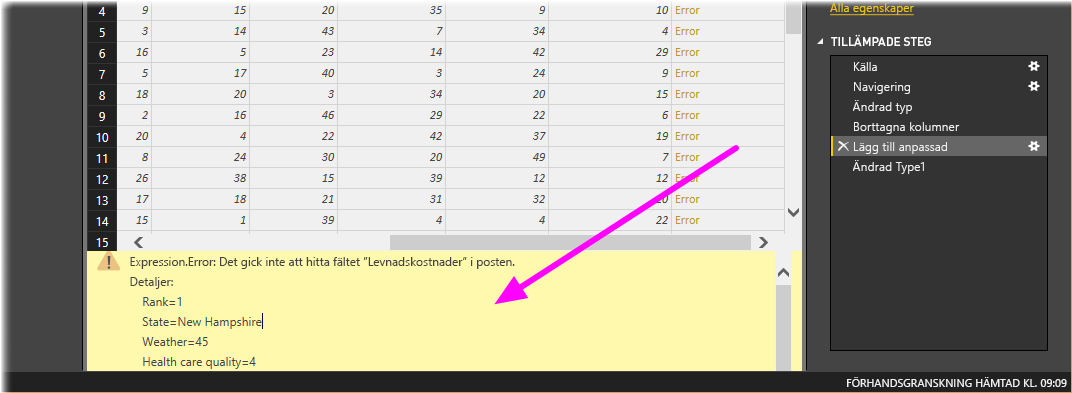 4 9 15 20 35 9 10 Error
5 3 14 43 7 34 4 Error
6 16 5 23 14 42 29 Error
7 5 17 40 3 24 9 Error
8 18 20 3 34 20 15 Error
9 2 16 46 29 22 6 Error
10 20 4 22 42 37 19 Error
11 8 24 30 20 49 7 Error
12 26 38 15 39 12 12 Error
13 17 18 21 31 32 Error
14 15 1 39 4 4 22 Error
15
Expression.Error: Det gick inte att hitta fältet ”Levnadskostnader” i posten.
Detaljer:
Rank=1
State=New Hampshire
Weather=45
Health care quality=4
Alla egenskaper
TILLÄMPADE STEG
Källa
Navigering
Ändrad typ
Borttagna kolumner
Lägg till anpassad
Ändrad Type1
FÖRHANDSGRANSKNING HÄMTAD KL. 09:09